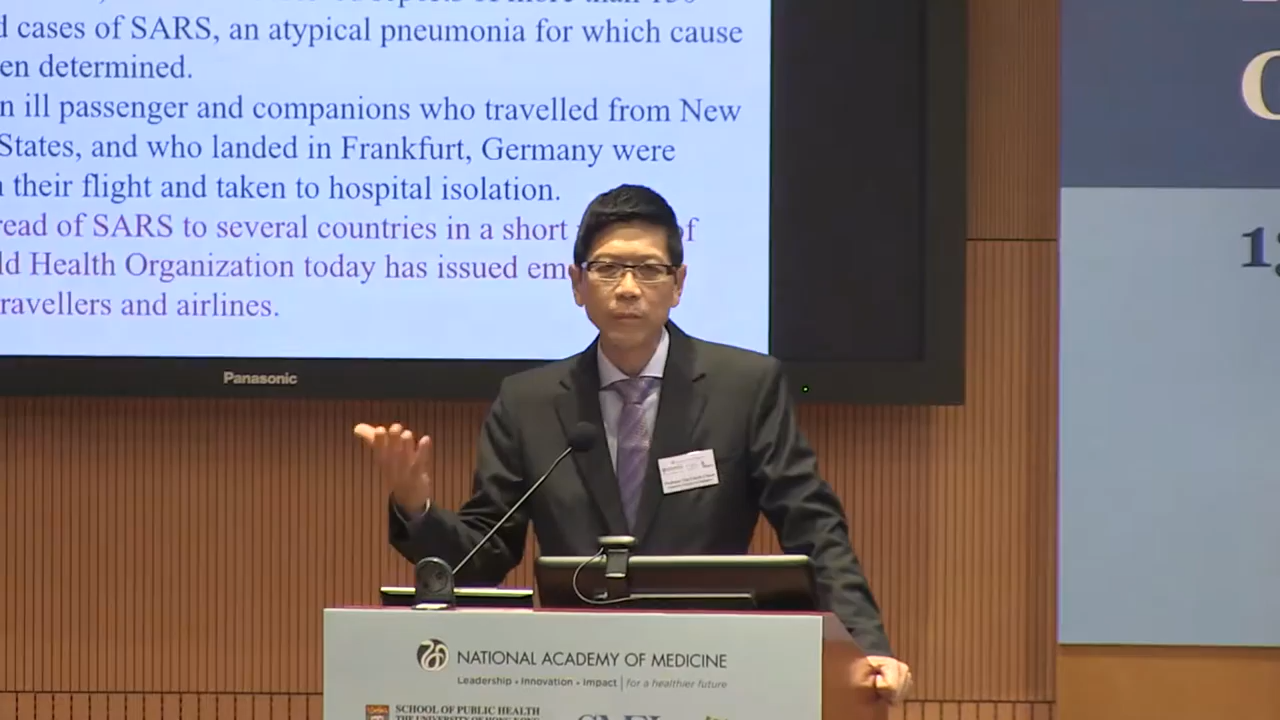 d cases of SARS, an atypical pneumonia for which cause
en determined.
n ill passenger and companions who travelled from New
States, and who landed in Frankfurt, Germany were
their flight and taken to hospital isolation.
read of SARS to several countries in a short
ld Health Organization today has issued em
ravellers and airlines.
Panasonic
NATIONAL ACADEMY OF MEDICINE
Leadership • Innovation • Impact | for a healthier future
SCHOOL OF PUBLIC HEALTH